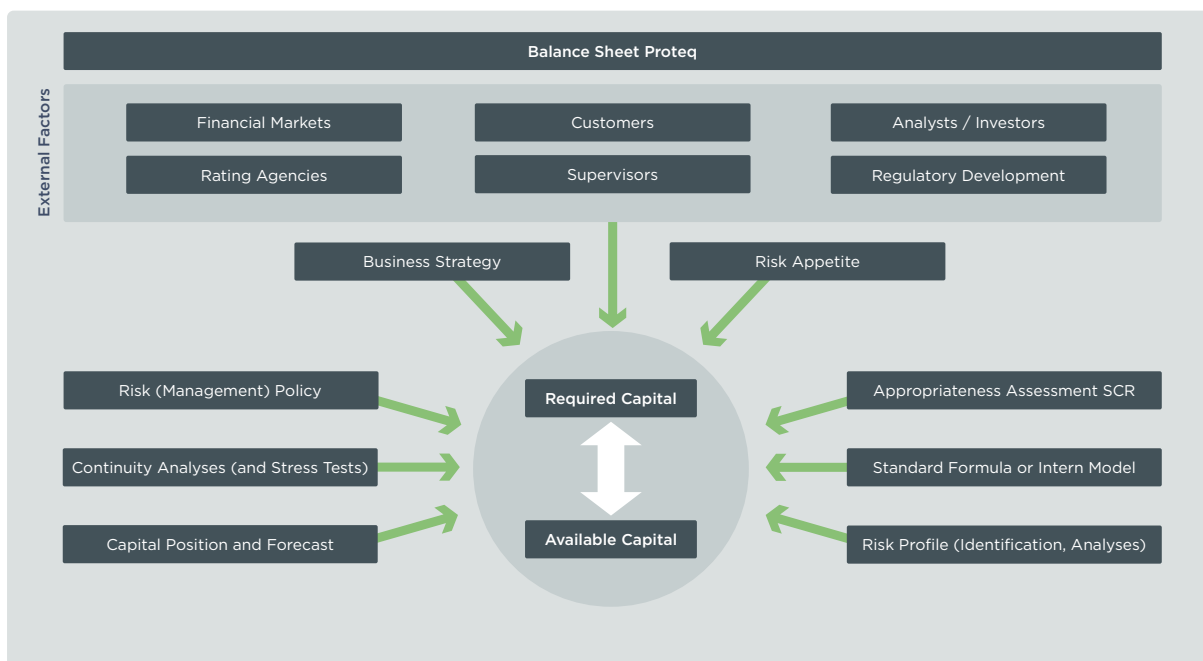 Balance Sheet Proteq
External Factors
Financial Markets
Customers
Analysts / Investors
Rating Agencies
Supervisors
Regulatory Development
Business Strategy
Risk Appetite
Risk (Management) Policy
Required Capital
Appropriateness Assessment SCR
Continuity Analyses (and Stress Tests)
Standard Formula or Intern Model
Capital Position and Forecast
Available Capital
Risk Profile (Identification, Analyses)